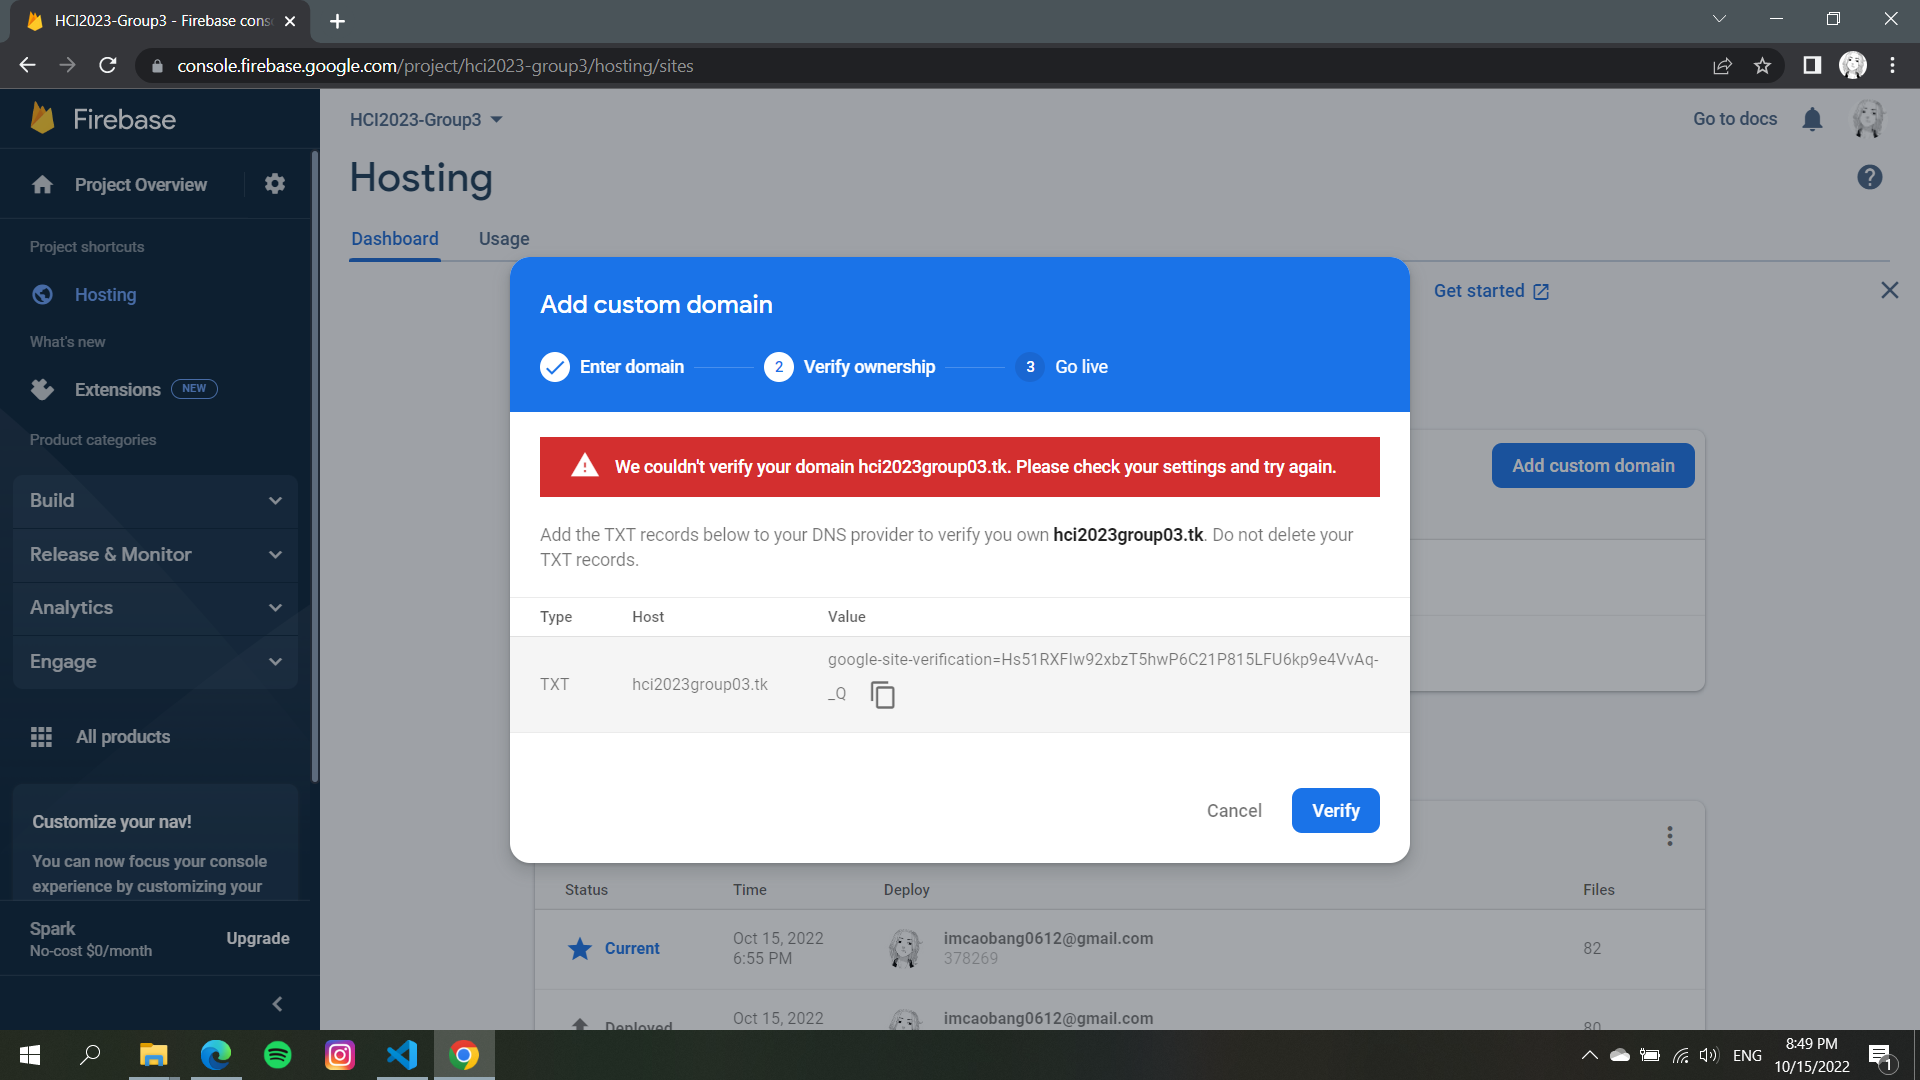 HCI2023-Group3 - Firebase cons
console.firebase.google.com/project/hci2023-group3/hosting/sites
Firebase
Project Overview
Project shortcuts
Hosting
What's new
Extensions NEW
Product categories
Build
Release & Monitor
Analytics
Engage
All products
Customize your nav!
You can now focus your console
experience by customizing your
Spark
No-cost $0/month
Upgrade
HCI2023-Group3
Go to docs
Hosting
Dashboard Usage
Get started
Add custom domain
Add custom domain
Enter domain 2 Verify ownership 3 Go live
We couldn't verify your domain hci2023group03.tk. Please check your settings and try again.
Add the TXT records below to your DNS provider to verify you own hci2023group03.tk. Do not delete your
TXT records.
Type Host Value
TXT hci2023group03.tk google-site-verification=Hs51RXFIw92xbzT5hwP6C21P815LFU6kp9e4VvAq-
_Q
Cancel Verify
Status Time Deploy Files
Current Oct 15, 2022 imcaobang0612@gmail.com 82
6:55 PM 378269
Deployed Oct 15, 2022 imcaobang0612@gmail.com 80
ENG 8:49 PM
10/15/2022 1